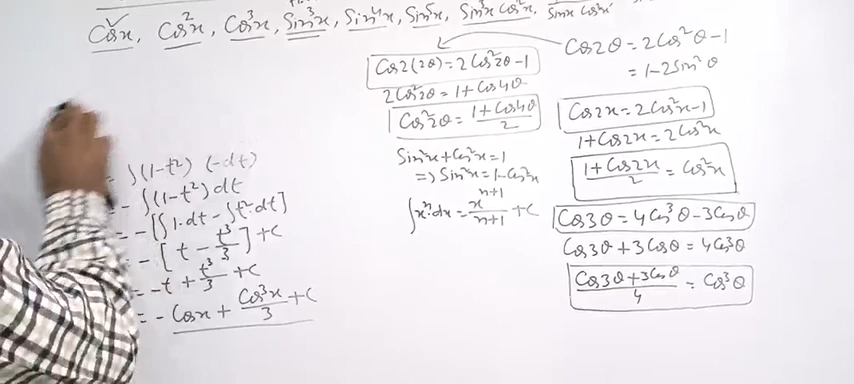 Cosx, Cos²x, Cos³x, Sin³x, Sin⁴x, Sin⁵x, Sin³x Cos²x,
Sinx Cos²x
Cos2θ = 2Cos²θ-1
= 1-2Sin²θ
Cos2(2θ) = 2Cos²2θ-1
2Cos²2θ = 1+Cos4θ
Cos²2θ = (1+Cos4θ)/2
Sin²x+Cos²x=1
=> Sin²x = 1-Cos²x
∫xⁿ·dx = xⁿ⁺¹/(n+1) + C
Cos2x = 2Cos²x-1
1+Cos2x = 2Cos²x
(1+Cos2x)/2 = Cos²x
Cos3θ = 4Cos³θ-3Cosθ
Cos3θ+3Cosθ = 4Cos³θ
(Cos3θ+3Cosθ)/4 = Cos³θ
= ∫(1-t²) (-dt)
= -∫(1-t²)dt
= -[∫1·dt - ∫t²·dt]
= -[t - t³/3] + C
= -t + t³/3 + C
= -Cosx + Cos³x/3 + C